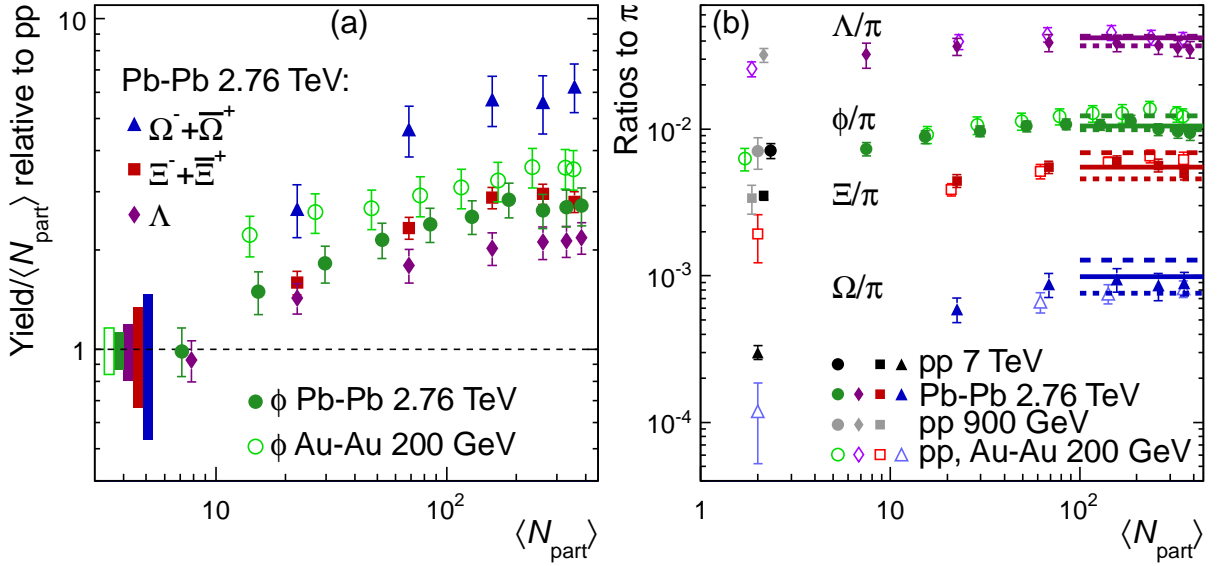 (a)
Yield/⟨N_part⟩ relative to pp
10
1
Pb-Pb 2.76 TeV:
Ω⁻+Ω̅⁺
Ξ⁻+Ξ̅⁺
Λ
ϕ Pb-Pb 2.76 TeV
ϕ Au-Au 200 GeV
10
10²
⟨N_part⟩
(b)
Ratios to π
10⁻²
10⁻³
10⁻⁴
Λ/π
ϕ/π
Ξ/π
Ω/π
pp 7 TeV
Pb-Pb 2.76 TeV
pp 900 GeV
pp, Au-Au 200 GeV
1
10
10²
⟨N_part⟩